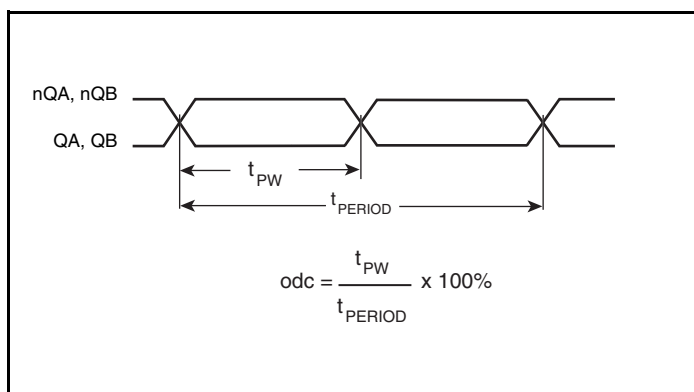 nQA, nQB
QA, QB
tPW
tPERIOD
odc = tPW / tPERIOD x 100%